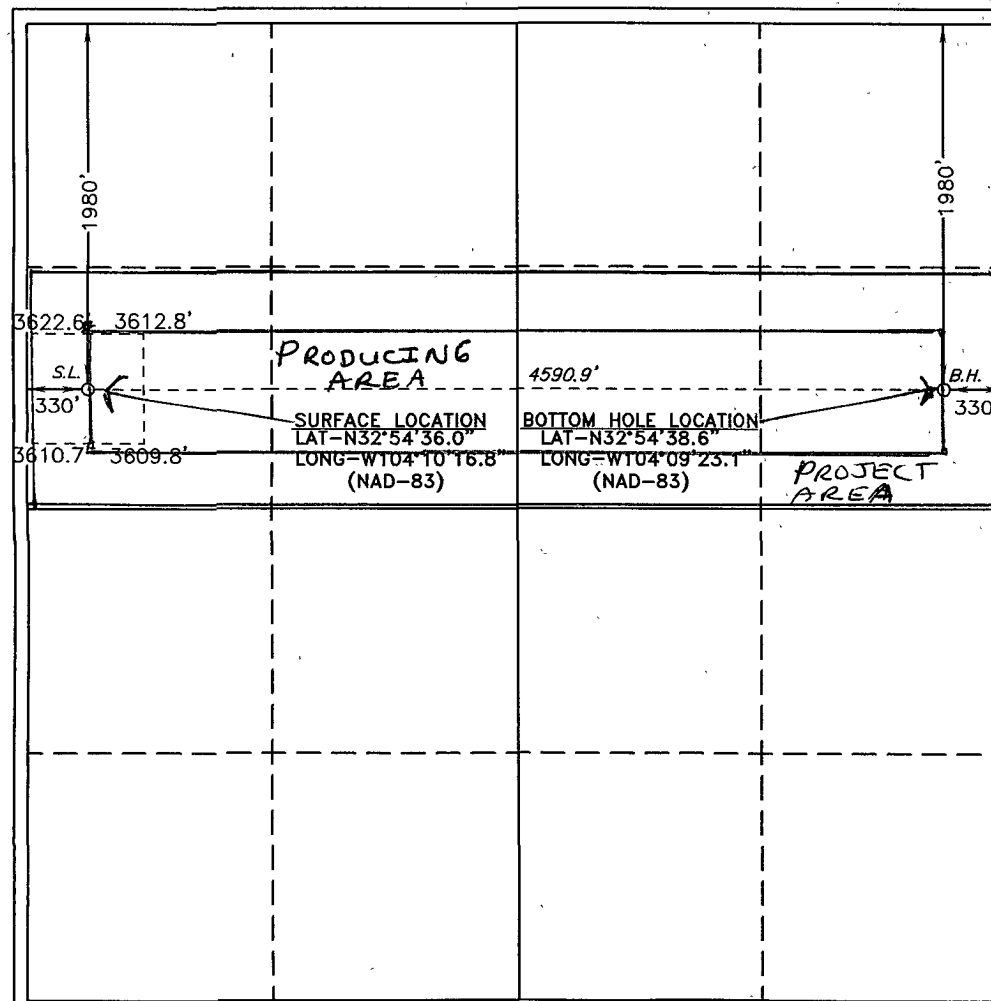 1980'
1980'
3622.6' 3612.8'
S.L.
330'
PRODUCING
AREA
4590.9'
B.H.
330
3610.7' 3609.8'
SURFACE LOCATION
LAT-N32°54'36.0"
LONG-W104°10'16.8"
(NAD-83)
BOTTOM HOLE LOCATION
LAT-N32°54'38.6"
LONG-W104°09'23.1"
(NAD-83)
PROJECT
AREA